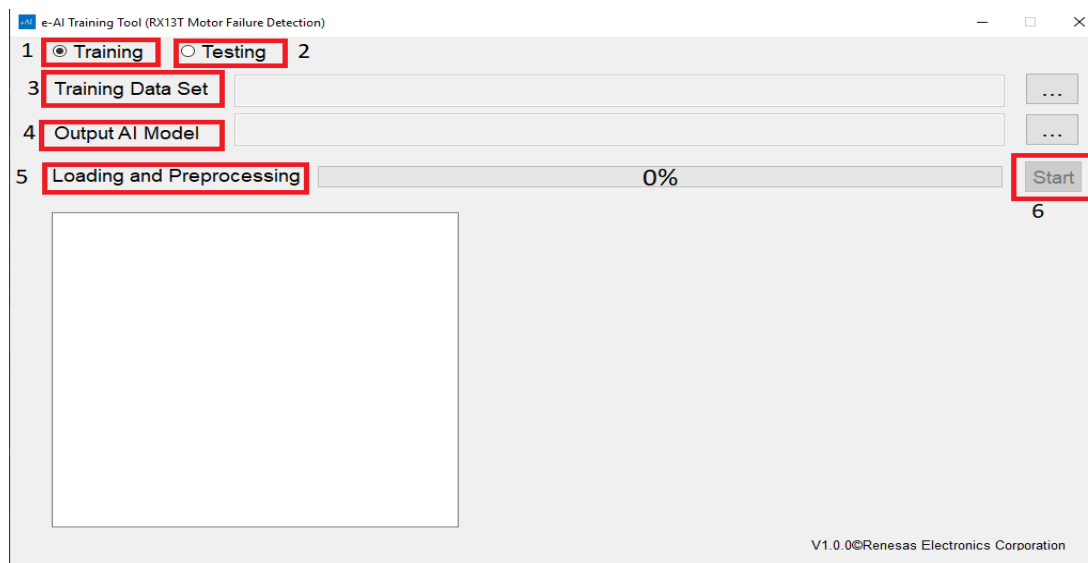 e-AI e-AI Training Tool (RX13T Motor Failure Detection)
1 Training Testing 2
3 Training Data Set ...
4 Output AI Model ...
5 Loading and Preprocessing 0% Start
6
V1.0.0©Renesas Electronics Corporation